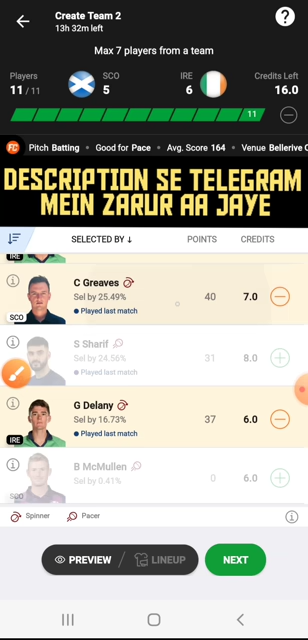 Create Team 2
13h 32m left
?
Max 7 players from a team
Players
11 / 11
SCO
5
IRE
6
Credits Left
16.0
11
FC Pitch Batting • Good for Pace • Avg. Score 164 • Venue Bellerive
DESCRIPTION SE TELEGRAM
MEIN ZARUR AA JAYE
SELECTED BY ↓ POINTS CREDITS
IRE
C Greaves
Sel by 25.49%
• Played last match
40 7.0
SCO
S Sharif
Sel by 24.56%
• Played last match
31 8.0
G Delany
Sel by 16.73%
• Played last match
37 6.0
IRE
B McMullen
Sel by 0.41%
0 6.0
SCO
Spinner Pacer
PREVIEW / LINEUP NEXT